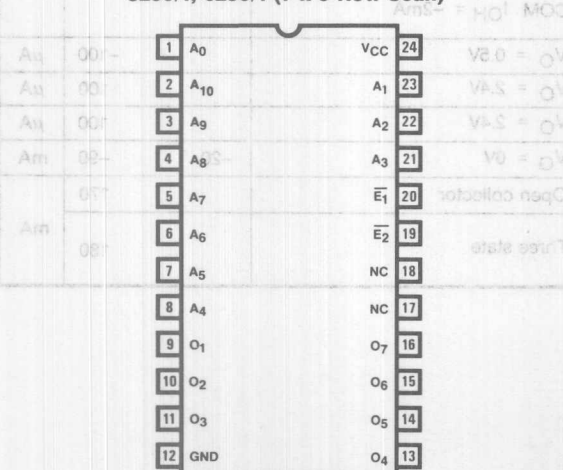 1 A0 VCC 24
2 A10 A1 23
3 A9 A2 22
4 A8 A3 21
5 A7 E1 20
6 A6 E2 19
7 A5 NC 18
8 A4 NC 17
9 O1 O7 16
10 O2 O6 15
11 O3 O5 14
12 GND O4 13